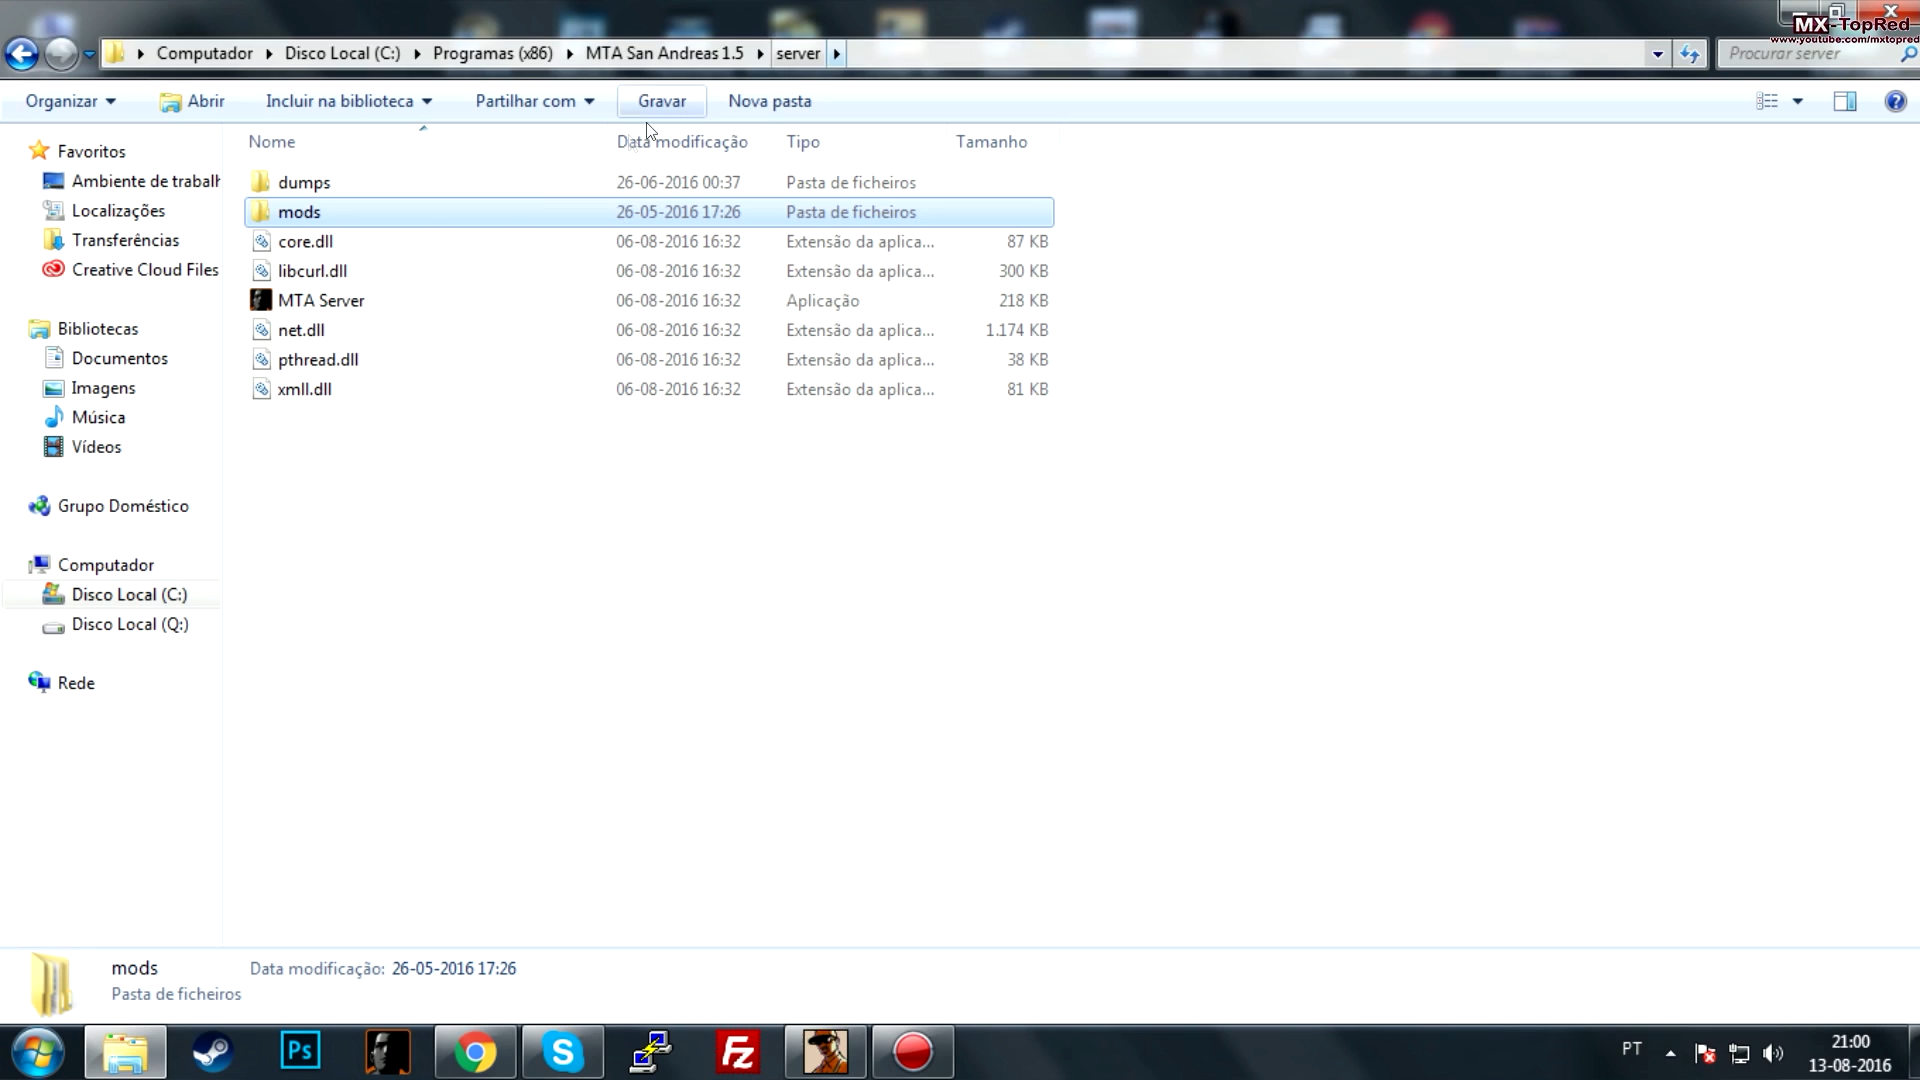 MX-TopRed
www.youtube.com/mxtopred
Computador
Disco Local (C:)
Programas (x86)
MTA San Andreas 1.5
server
Procurar server
Organizar
Abrir
Incluir na biblioteca
Partilhar com
Gravar
Nova pasta
Nome
Data modificação
Tipo
Tamanho
dumps 26-06-2016 00:37 Pasta de ficheiros
mods 26-05-2016 17:26 Pasta de ficheiros
core.dll 06-08-2016 16:32 Extensão da aplica... 87 KB
libcurl.dll 06-08-2016 16:32 Extensão da aplica... 300 KB
MTA Server 06-08-2016 16:32 Aplicação 218 KB
net.dll 06-08-2016 16:32 Extensão da aplica... 1.174 KB
pthread.dll 06-08-2016 16:32 Extensão da aplica... 38 KB
xmll.dll 06-08-2016 16:32 Extensão da aplica... 81 KB
Favoritos
Ambiente de trabalh
Localizações
Transferências
Creative Cloud Files
Bibliotecas
Documentos
Imagens
Música
Vídeos
Grupo Doméstico
Computador
Disco Local (C:)
Disco Local (Q:)
Rede
mods Data modificação: 26-05-2016 17:26
Pasta de ficheiros
Ps
S
Fz
PT
21:00
13-08-2016